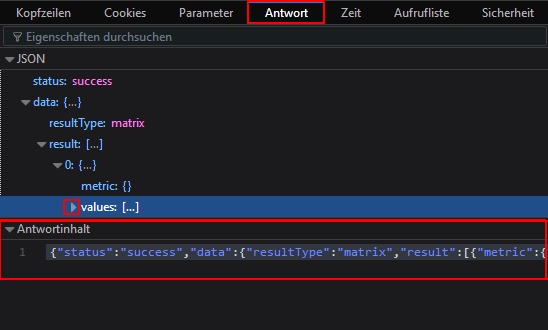 Kopfzeilen Cookies Parameter Antwort Zeit Aufrufliste Sicherheit
Eigenschaften durchsuchen
JSON
status: success
data: {…}
resultType: matrix
result: […]
0: {…}
metric: {}
values: […]
Antwortinhalt
1 {"status":"success","data":{"resultType":"matrix","result":[{"metric":{